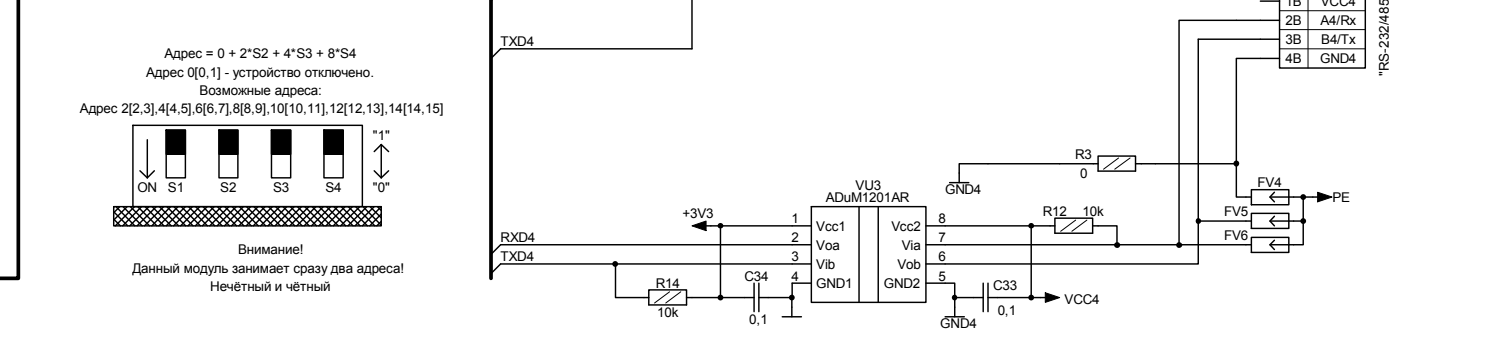 1B VCC4
2B A4/Rx
3B B4/Tx
4B GND4
"RS-232/485
TXD4
Адрес = 0 + 2*S2 + 4*S3 + 8*S4
Адрес 0[0,1] - устройство отключено.
Возможные адреса:
Адрес 2[2,3],4[4,5],6[6,7],8[8,9],10[10,11],12[12,13],14[14,15]
"1"
ON S1 S2 S3 S4 "0"
Внимание!
Данный модуль занимает сразу два адреса!
Нечётный и чётный
R3
0
GND4
FV4
PE
FV5
FV6
VU3
ADuM1201AR
+3V3
1 Vcc1 Vcc2 8
R12 10k
RXD4
2 Voa Via 7
TXD4
3 Vib Vob 6
4 GND1 GND2 5
R14
10k
C34
0,1
C33
0,1
VCC4
GND4